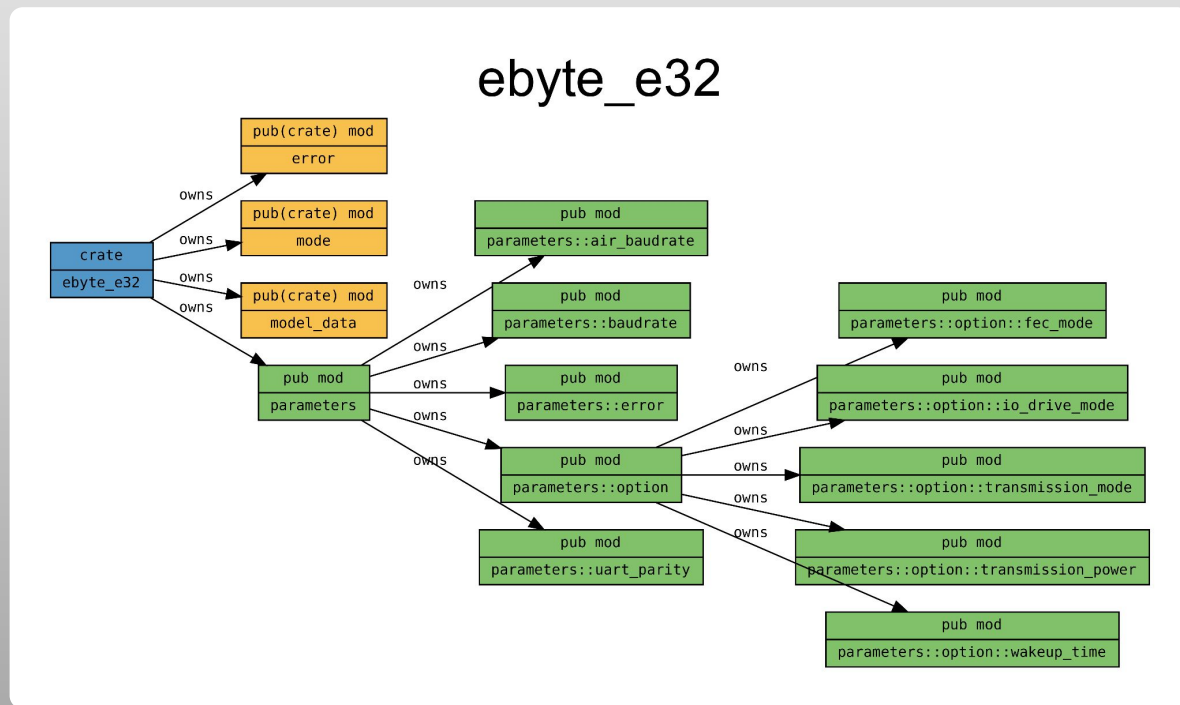 ebyte_e32
pub(crate) mod
error
owns
pub(crate) mod
mode
owns
crate
ebyte_e32
owns
pub(crate) mod
model_data
owns
pub mod
parameters
pub mod
parameters::air_baudrate
owns
pub mod
parameters::baudrate
owns
pub mod
parameters::error
owns
owns
pub mod
parameters::option
owns
pub mod
parameters::uart_parity
pub mod
parameters::option::fec_mode
owns
pub mod
parameters::option::io_drive_mode
owns
pub mod
parameters::option::transmission_mode
owns
owns
pub mod
parameters::option::transmission_power
pub mod
parameters::option::wakeup_time